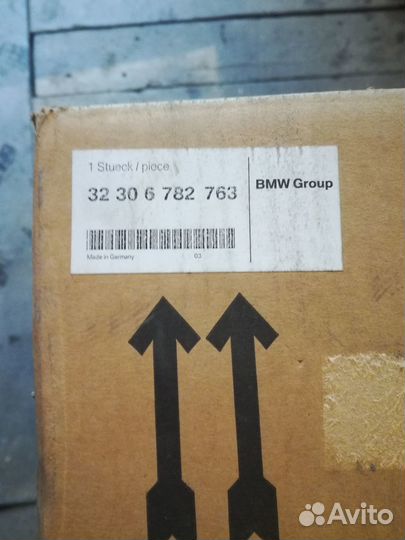 1 Stueck / piece
32 30 6 782 763
BMW Group
Made in Germany 03
Avito